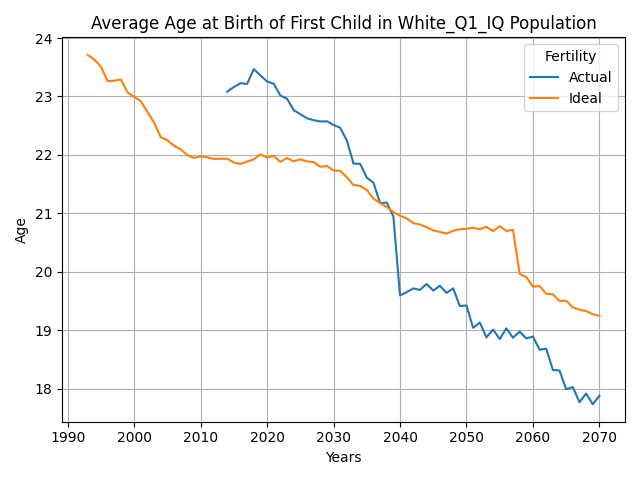 Average Age at Birth of First Child in White_Q1_IQ Population
24
23
22
21
20
19
18
Age
1990
2000
2010
2020
2030
2040
2050
2060
2070
Years
Fertility
Actual
Ideal